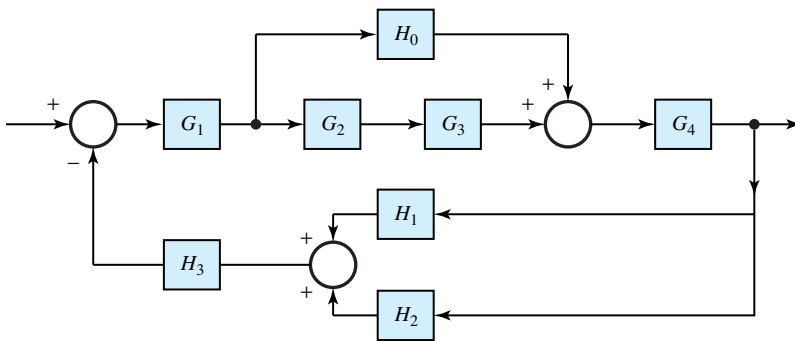 H0
+
+ G1 G2 G3 + G4
−
H1
+
H3
+
H2